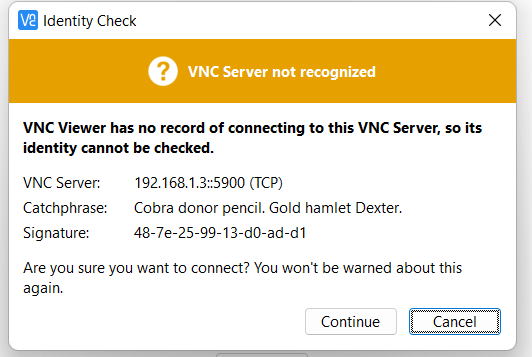 VNC Identity Check
VNC Server not recognized
VNC Viewer has no record of connecting to this VNC Server, so its
identity cannot be checked.
VNC Server: 192.168.1.3::5900 (TCP)
Catchphrase: Cobra donor pencil. Gold hamlet Dexter.
Signature: 48-7e-25-99-13-d0-ad-d1
Are you sure you want to connect? You won't be warned about this
again.
Continue Cancel